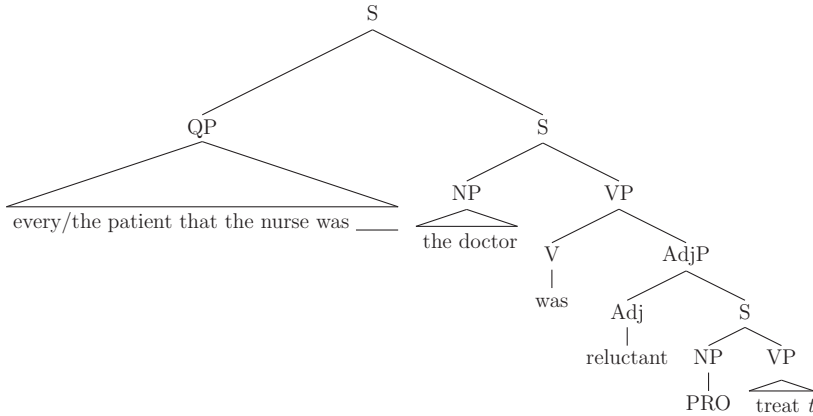 S
QP S
NP VP
every/the patient that the nurse was ____
the doctor
V AdjP
was
Adj S
reluctant NP VP
PRO treat t